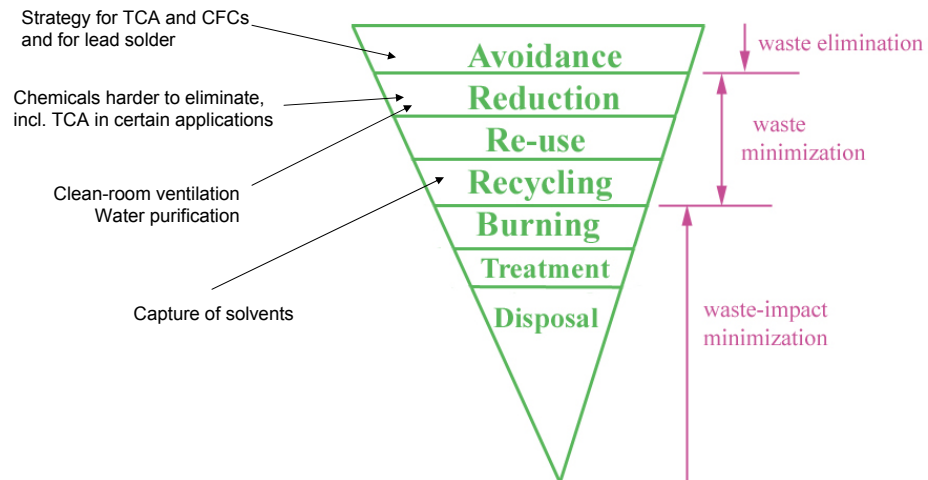 Strategy for TCA and CFCs
and for lead solder
Chemicals harder to eliminate,
incl. TCA in certain applications
Clean-room ventilation
Water purification
Capture of solvents
Avoidance
Reduction
Re-use
Recycling
Burning
Treatment
Disposal
waste elimination
waste
minimization
waste-impact
minimization